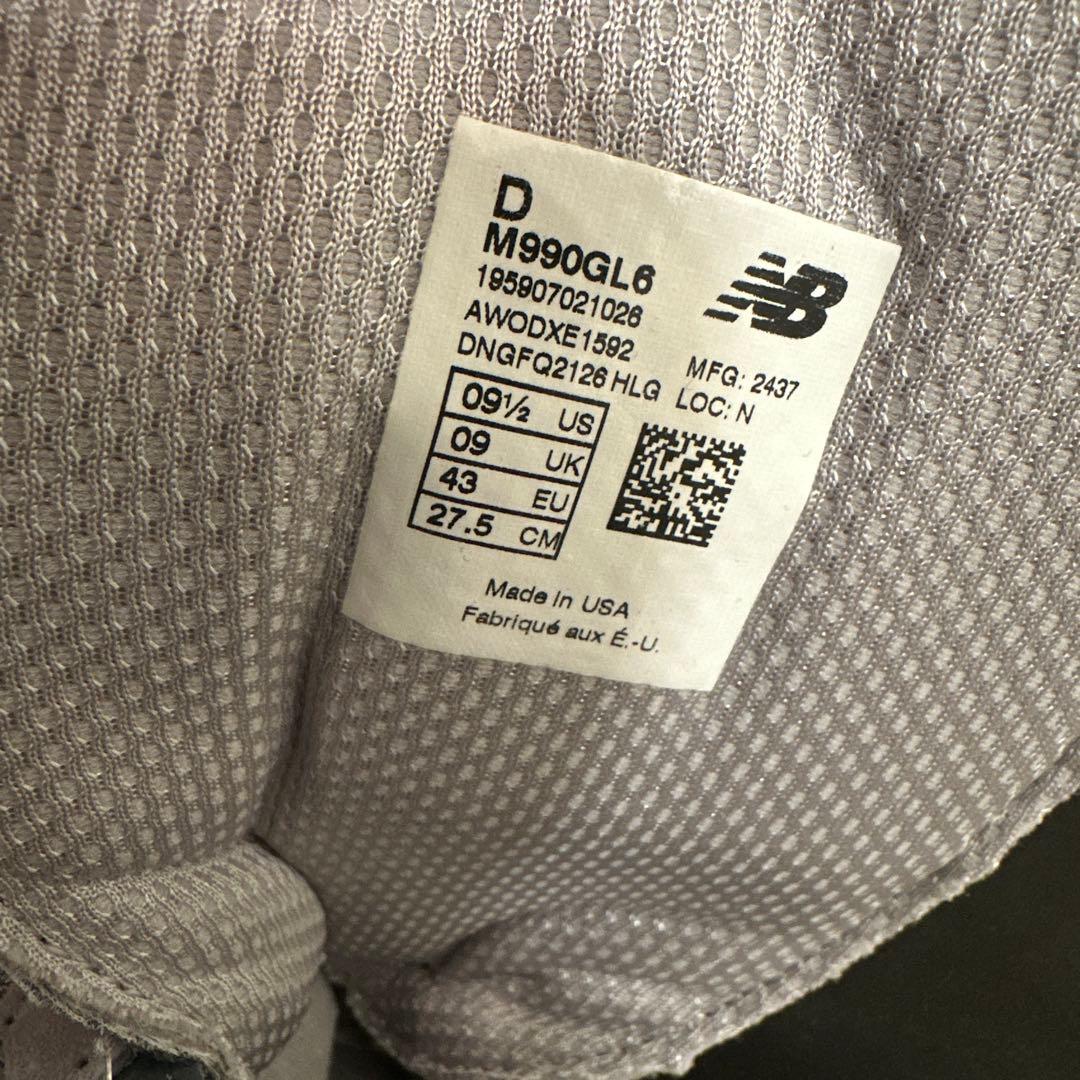 D
M990GL6
195907021026
AWODXE1592
DNGFQ2126 HLG
NB
MFG: 2437
LOC: N
09½ US
09 UK
43 EU
27.5 CM
Made in USA
Fabriqué aux É.-U.